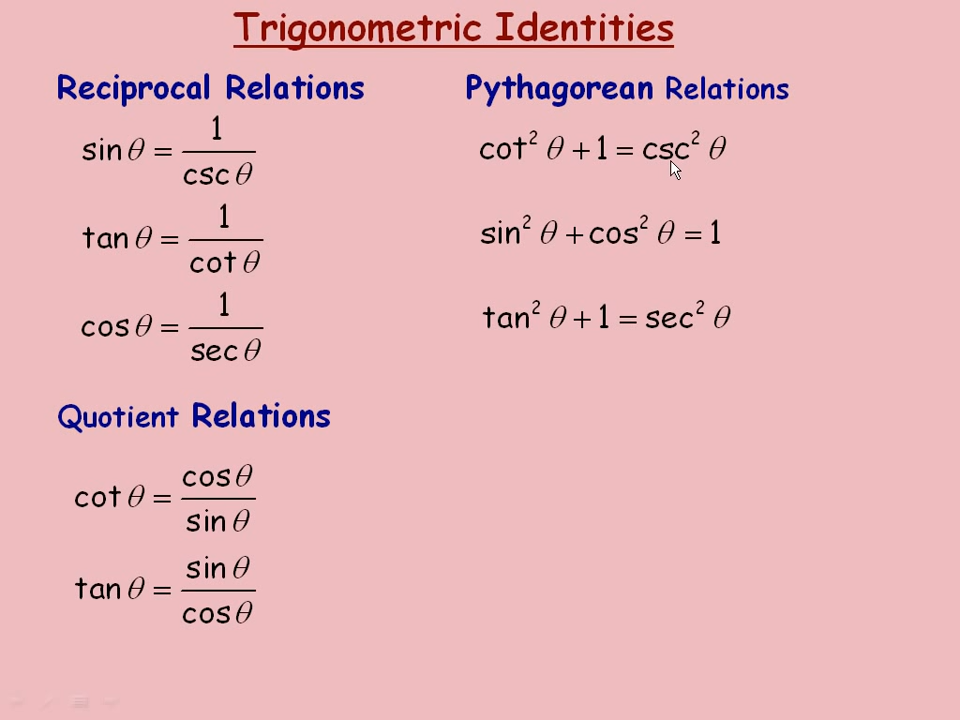 Trigonometric Identities
Reciprocal Relations
sin θ = 1 / csc θ
tan θ = 1 / cot θ
cos θ = 1 / sec θ
Quotient Relations
cot θ = cos θ / sin θ
tan θ = sin θ / cos θ
Pythagorean Relations
cot² θ + 1 = csc² θ
sin² θ + cos² θ = 1
tan² θ + 1 = sec² θ